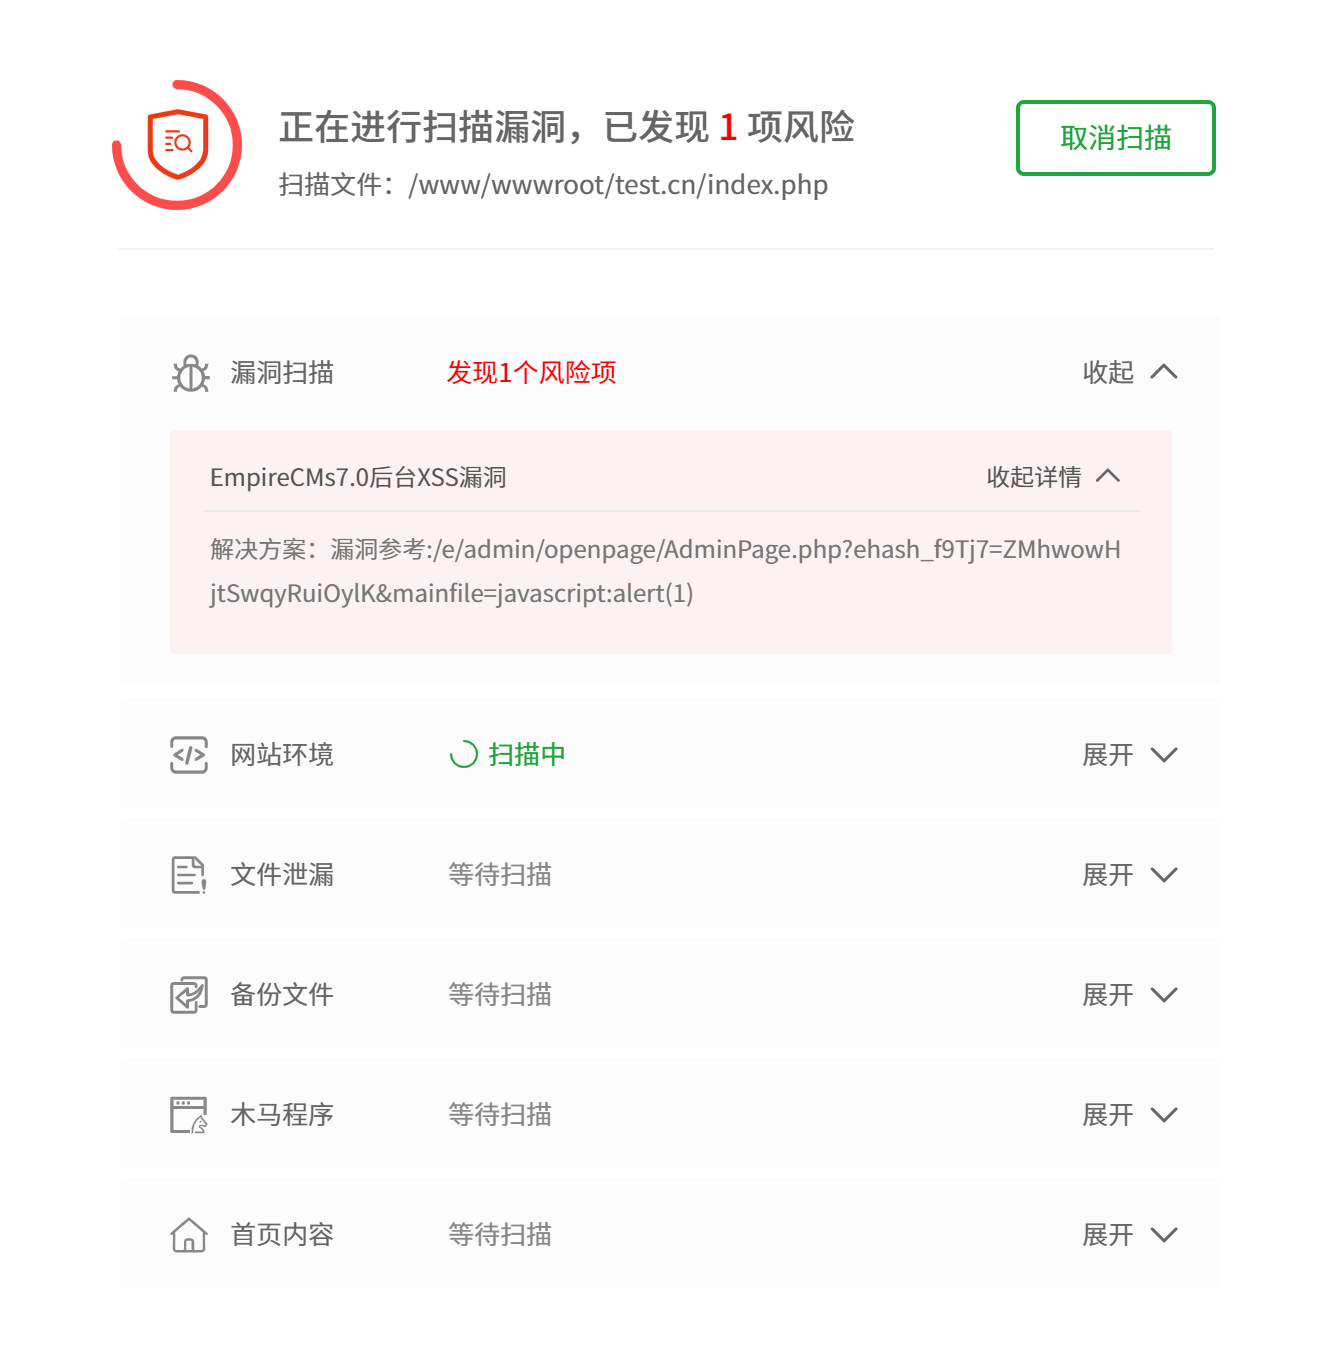 正在进行扫描漏洞，已发现 1 项风险
取消扫描
扫描文件：/www/wwwroot/test.cn/index.php
漏洞扫描 发现1个风险项 收起
EmpireCMs7.0后台XSS漏洞 收起详情
解决方案：漏洞参考:/e/admin/openpage/AdminPage.php?ehash_f9Tj7=ZMhwowH
jtSwqyRuiOylK&mainfile=javascript:alert(1)
网站环境 扫描中 展开
文件泄漏 等待扫描 展开
备份文件 等待扫描 展开
木马程序 等待扫描 展开
首页内容 等待扫描 展开